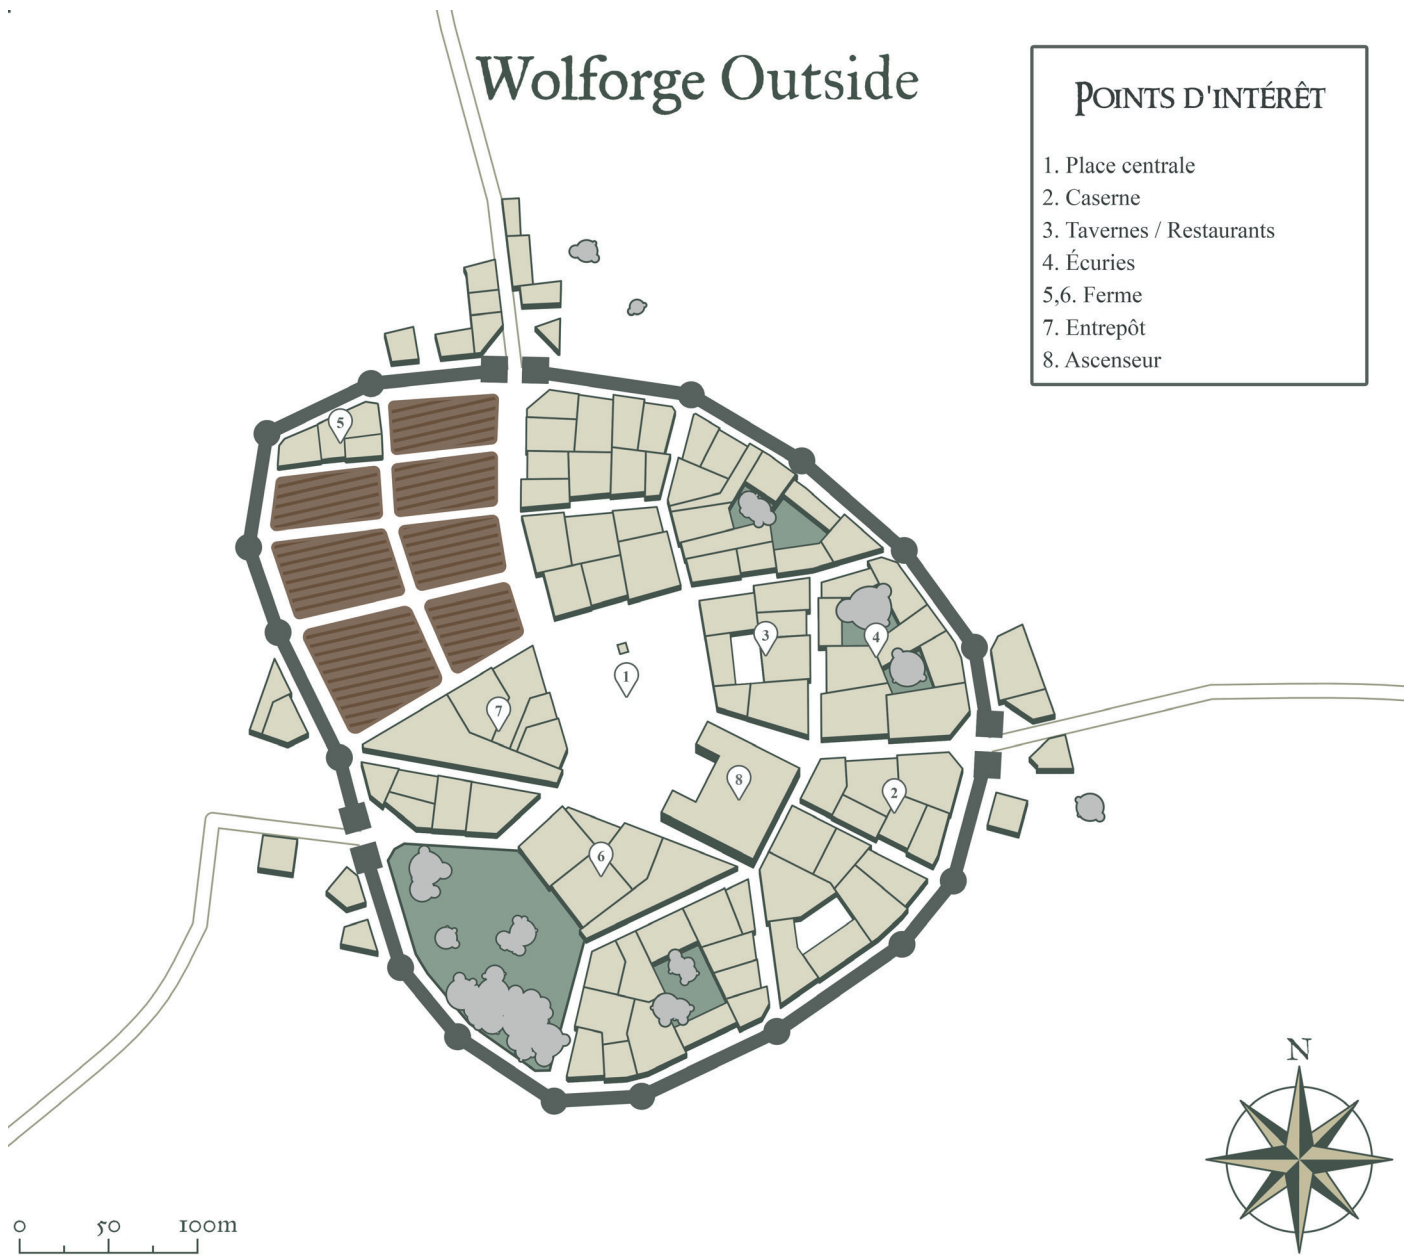 Wolforge Outside
POINTS D'INTÉRÊT
1. Place centrale
2. Caserne
3. Tavernes / Restaurants
4. Écuries
5,6. Ferme
7. Entrepôt
8. Ascenseur
5
3
4
1
7
8
2
6
N
0 50 100m